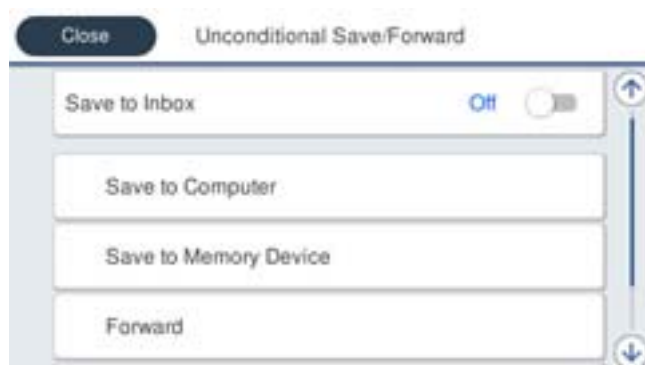 Close
Unconditional Save/Forward
Save to Inbox
Off
Save to Computer
Save to Memory Device
Forward